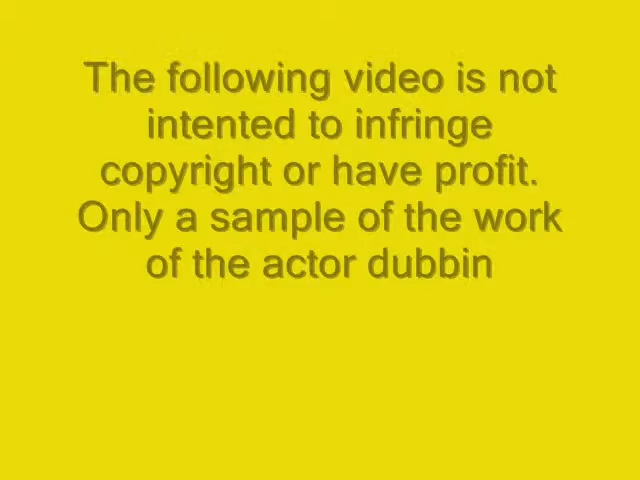 The following video is not
intented to infringe
copyright or have profit.
Only a sample of the work
of the actor dubbin